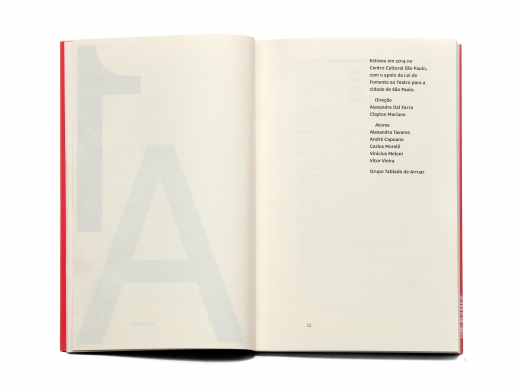 Estreou em 2014 no
Centro Cultural São Paulo,
com o apoio da Lei de
Fomento ao Teatro para a
cidade de São Paulo.
Direção
Alexandre Dal Farra
Clayton Mariano
Atores
Alexandra Tavares
André Capuano
Carlos Morelli
Vinicius Meloni
Vitor Vieira
Grupo Tablado de Arruar
15